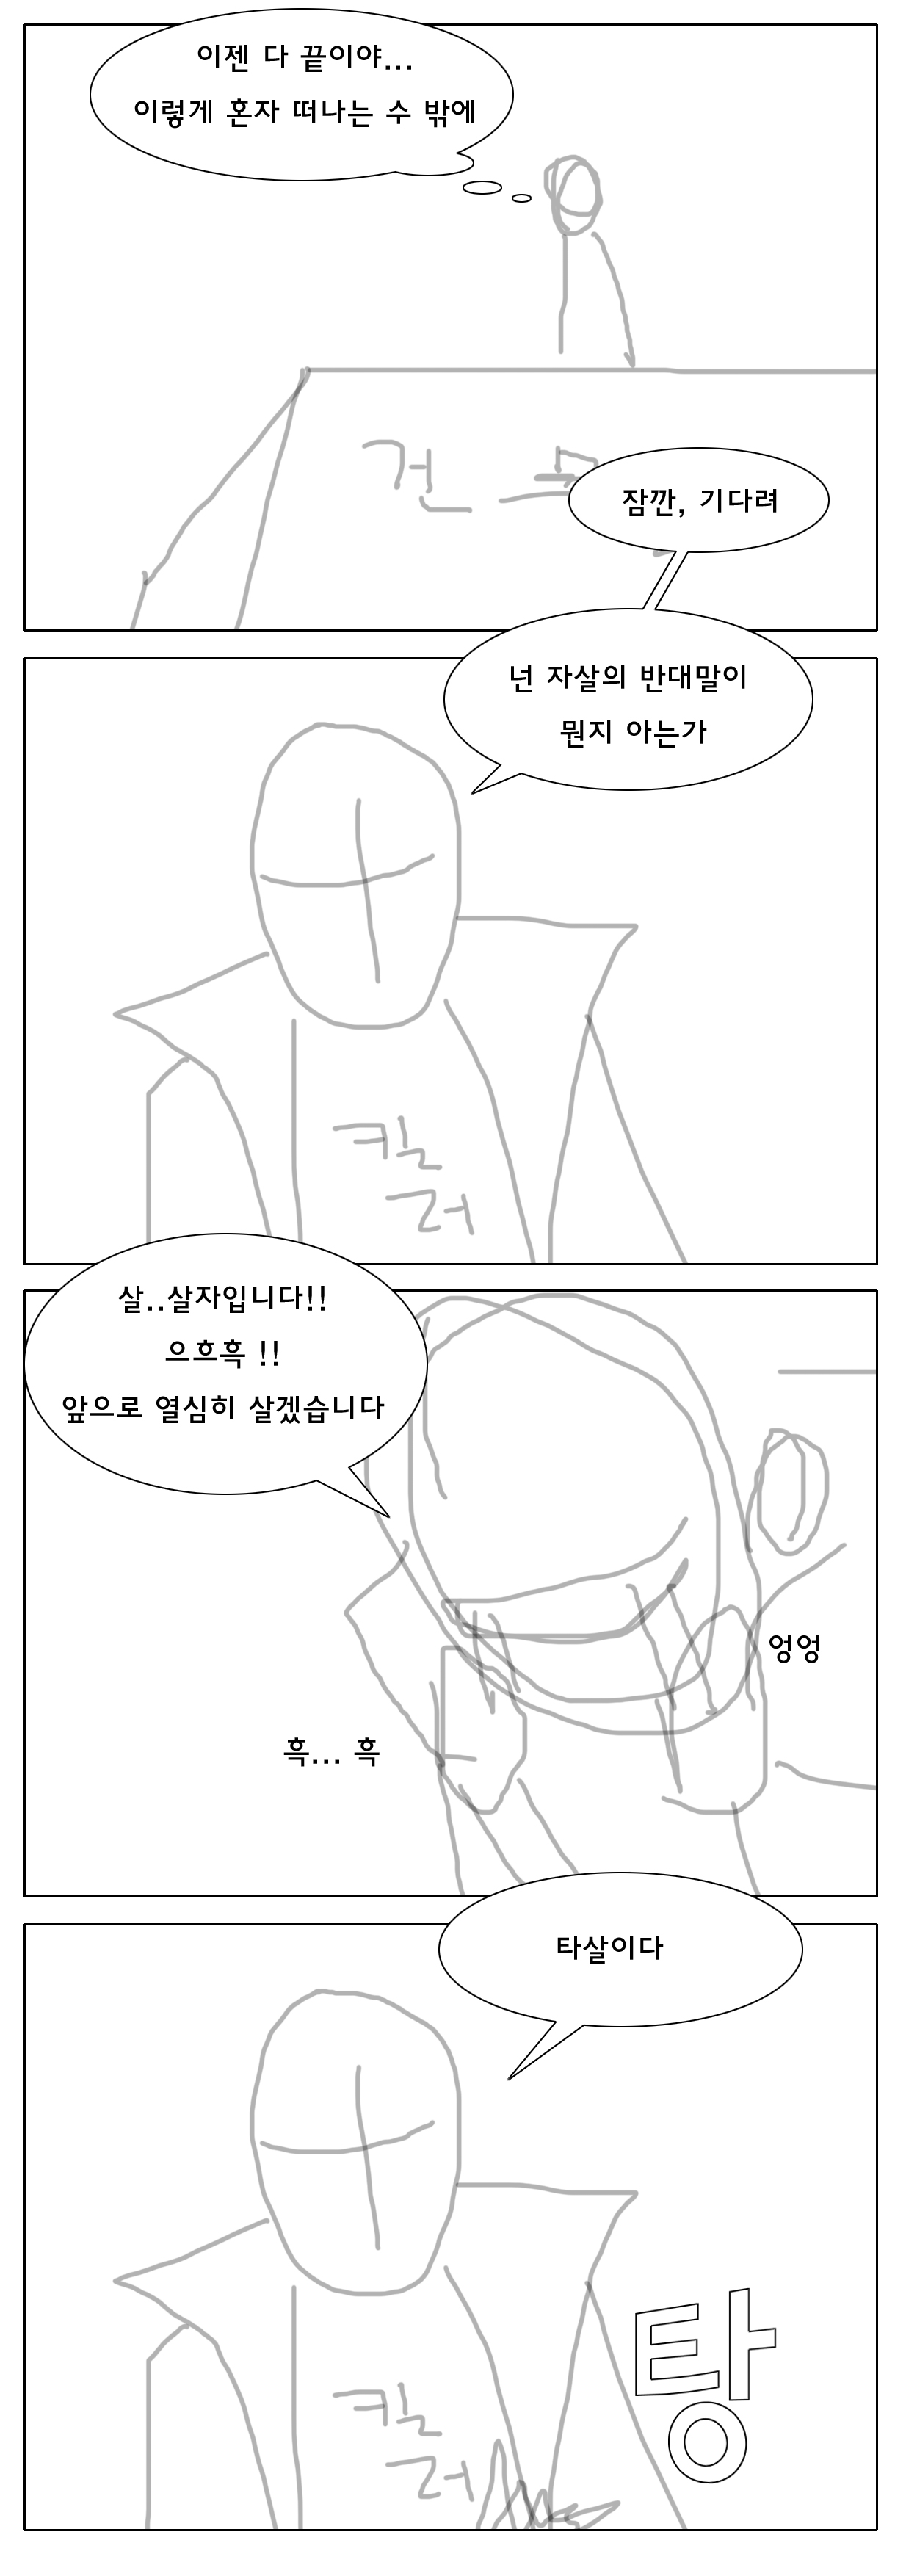 이젠 다 끝이야...
이렇게 혼자 떠나는 수 밖에
잠깐, 기다려
넌 자살의 반대말이
뭔지 아는가
킬
러
살..살자입니다!!
으흐흑 !!
앞으로 열심히 살겠습니다
엉엉
흑... 흑
타살이다
탕
킬
러